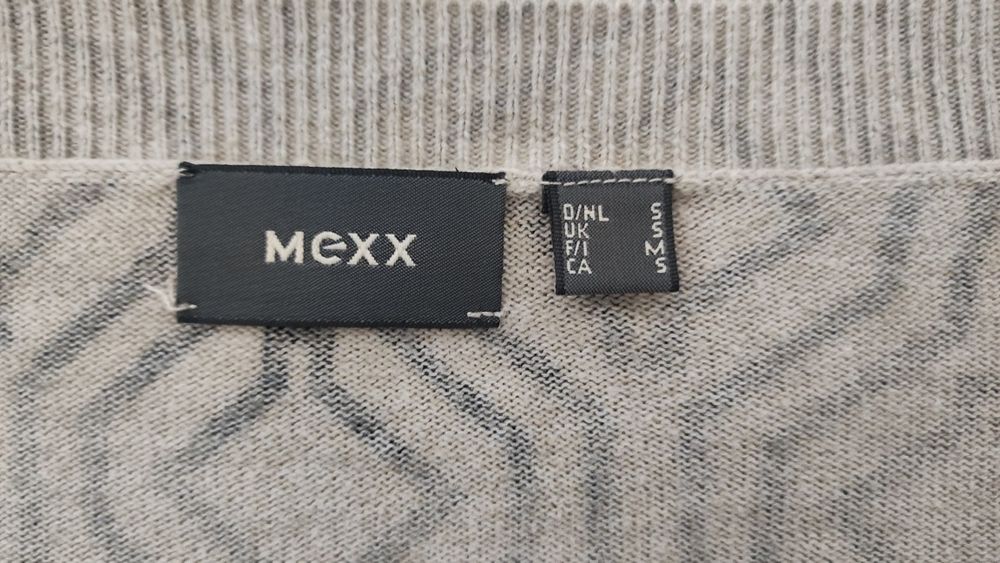 MEXX
D/NL S
UK S
F/I M
CA S